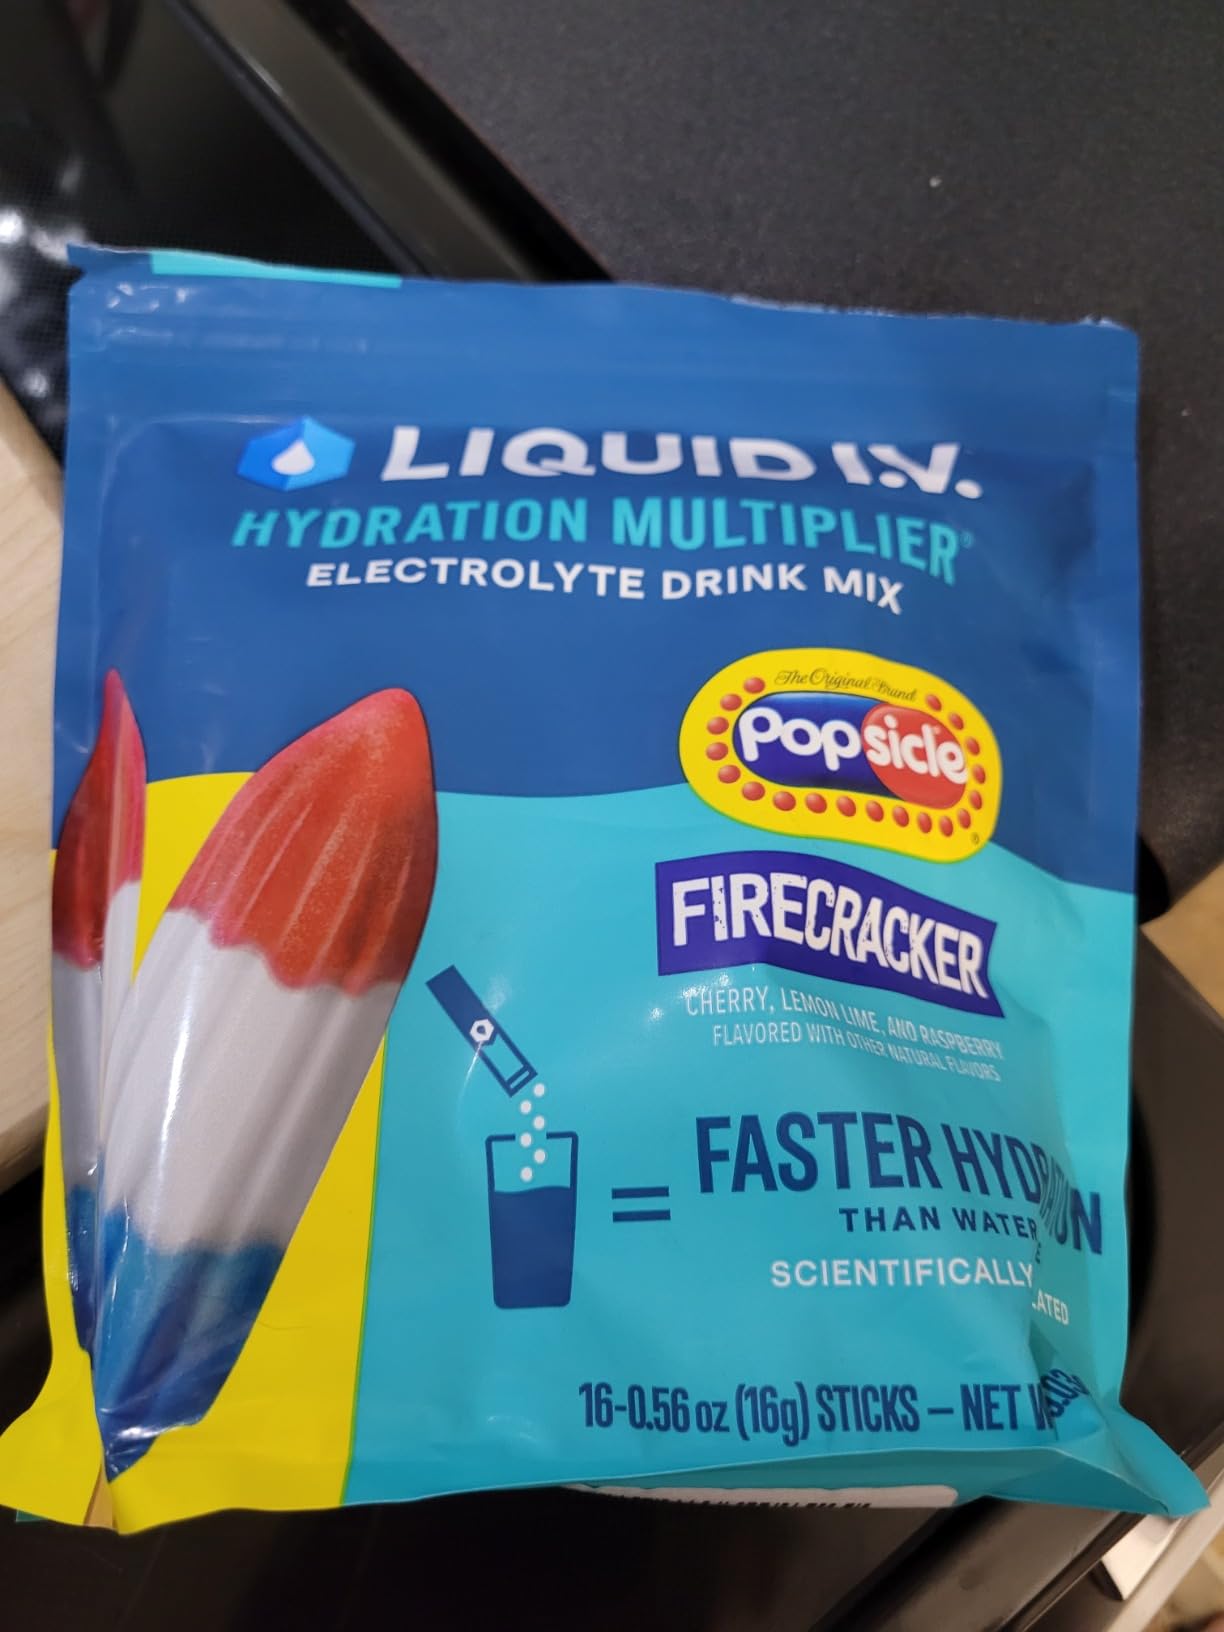 LIQUID I.V.
HYDRATION MULTIPLIER®
ELECTROLYTE DRINK MIX
The Original Brand
Popsicle
®
FIRECRACKER
CHERRY, LEMON LIME, AND RASPBERRY
FLAVORED WITH OTHER NATURAL FLAVORS
= FASTER HYDRATION
THAN WATER
SCIENTIFICALLY
16-0.56 oz (16g) STICKS – NET